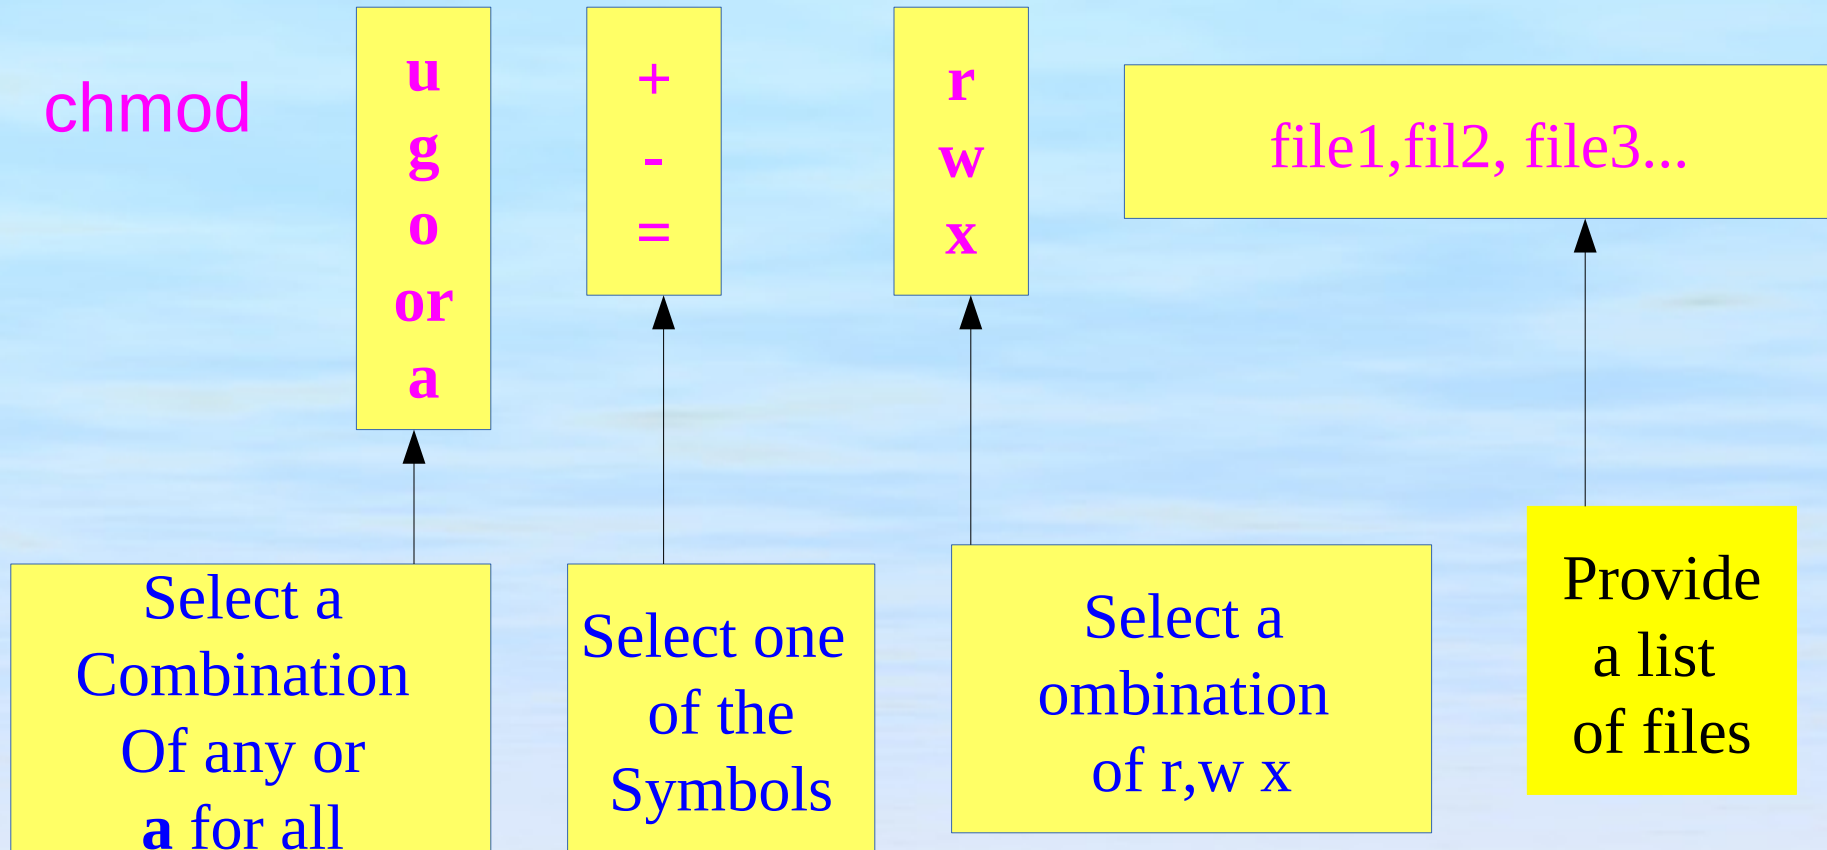 chmod
u
g
o
or
a
+
-
=
r
w
x
file1,fil2, file3...
Select a
Combination
Of any or
a for all
Select one
of the
Symbols
Select a
ombination
of r,w x
Provide
a list
of files